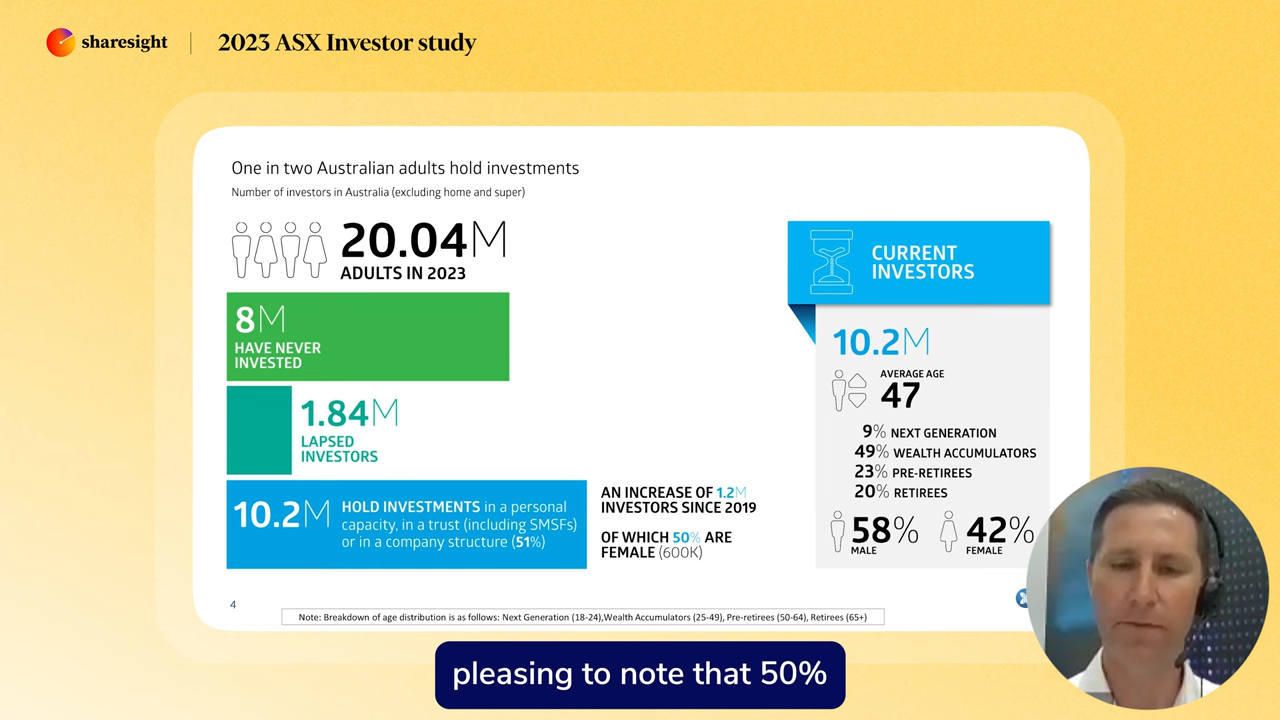 sharesight
2023 ASX Investor study
One in two Australian adults hold investments
Number of investors in Australia (excluding home and super)
20.04M
ADULTS IN 2023
8M
HAVE NEVER
INVESTED
1.84M
LAPSED
INVESTORS
10.2M
HOLD INVESTMENTS in a personal
capacity, in a trust (including SMSFs)
or in a company structure (51%)
AN INCREASE OF 1.2M
INVESTORS SINCE 2019
OF WHICH 50% ARE
FEMALE (600K)
CURRENT
INVESTORS
10.2M
AVERAGE AGE
47
9% NEXT GENERATION
49% WEALTH ACCUMULATORS
23% PRE-RETIREES
20% RETIREES
58%
MALE
42%
FEMALE
4
Note: Breakdown of age distribution is as follows: Next Generation (18-24),Wealth Accumulators (25-49), Pre-retirees (50-64), Retirees (65+)
pleasing to note that 50%